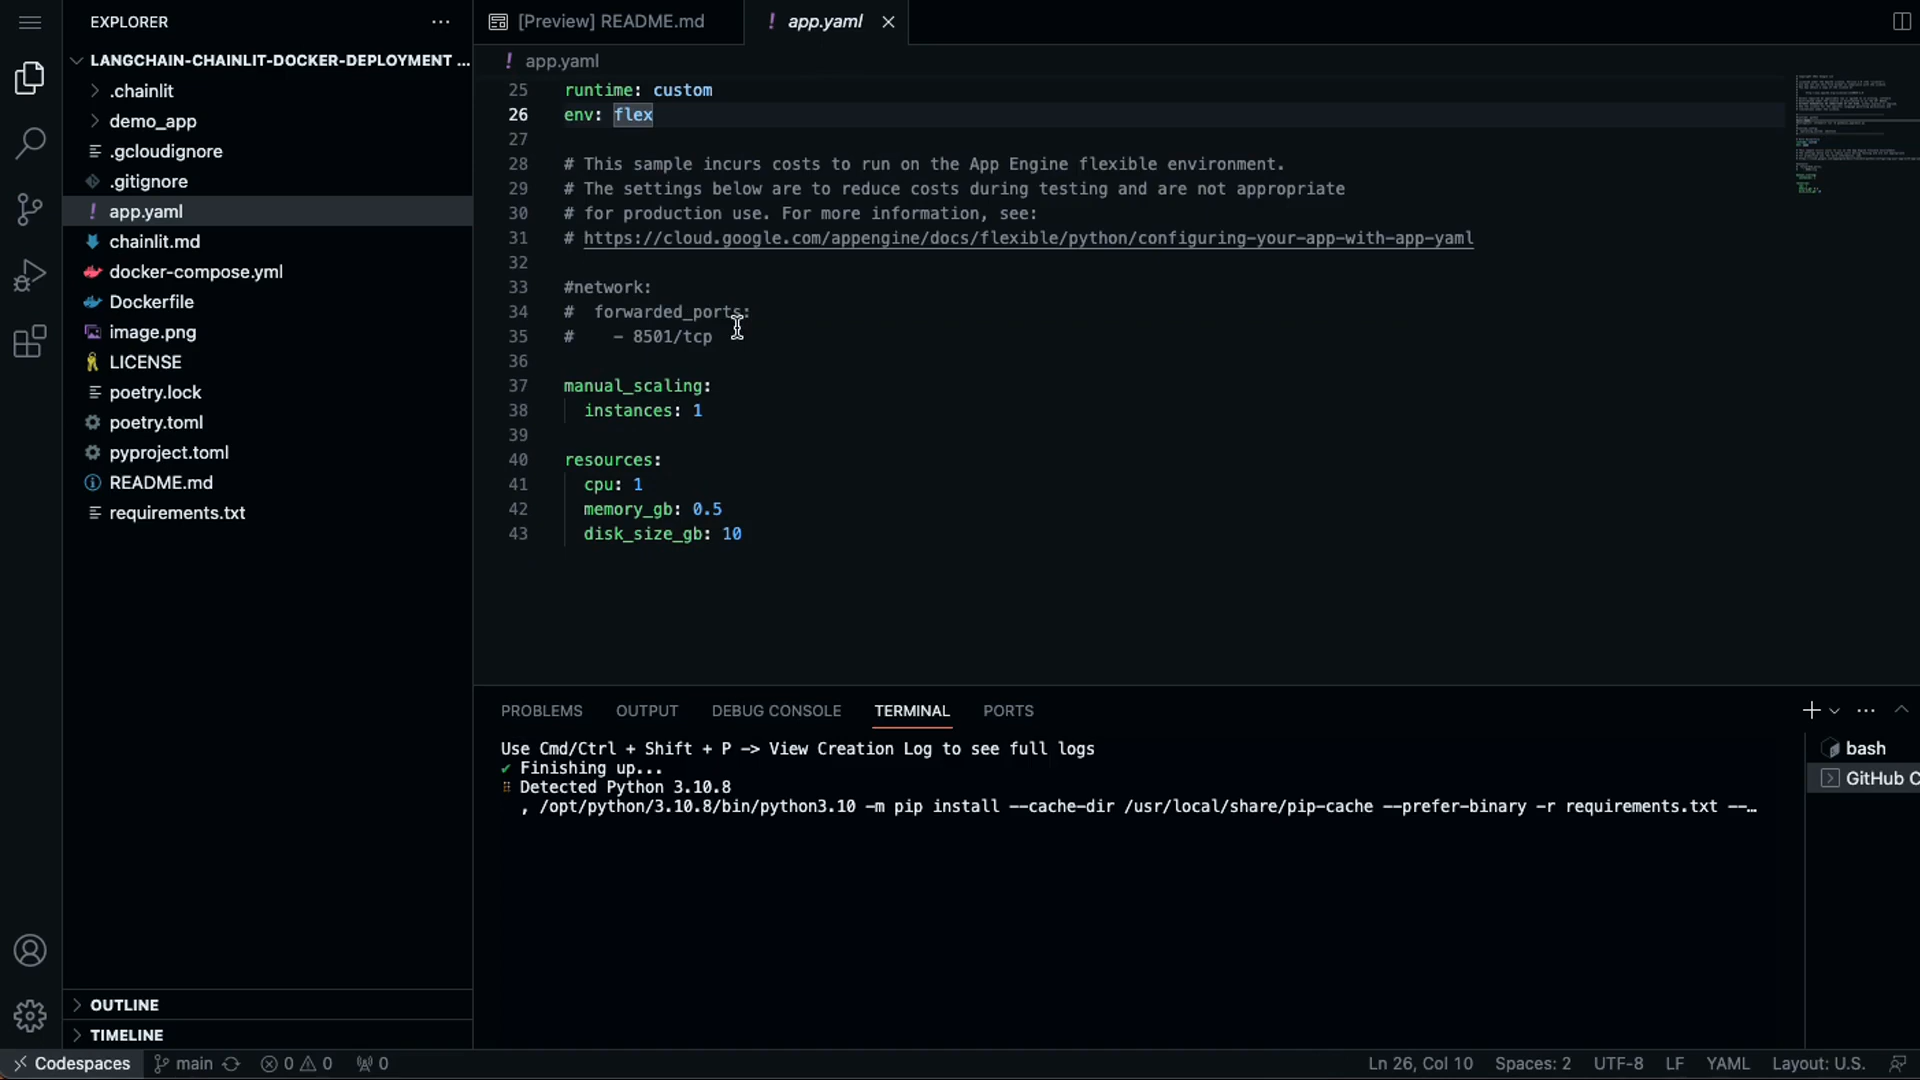 EXPLORER
LANGCHAIN-CHAINLIT-DOCKER-DEPLOYMENT ...
.chainlit
demo_app
.gcloudignore
.gitignore
! app.yaml
chainlit.md
docker-compose.yml
Dockerfile
image.png
LICENSE
poetry.lock
poetry.toml
pyproject.toml
README.md
requirements.txt
OUTLINE
TIMELINE
[Preview] README.md
! app.yaml
! app.yaml
25 runtime: custom
26 env: flex
27
28 # This sample incurs costs to run on the App Engine flexible environment.
29 # The settings below are to reduce costs during testing and are not appropriate
30 # for production use. For more information, see:
31 # https://cloud.google.com/appengine/docs/flexible/python/configuring-your-app-with-app-yaml
32
33 #network:
34 #  forwarded_ports:
35 #    - 8501/tcp
36
37 manual_scaling:
38   instances: 1
39
40 resources:
41   cpu: 1
42   memory_gb: 0.5
43   disk_size_gb: 10
PROBLEMS OUTPUT DEBUG CONSOLE TERMINAL PORTS
Use Cmd/Ctrl + Shift + P -> View Creation Log to see full logs
✔ Finishing up...
⠿ Detected Python 3.10.8
, /opt/python/3.10.8/bin/python3.10 -m pip install --cache-dir /usr/local/share/pip-cache --prefer-binary -r requirements.txt --…
bash
GitHub C
Codespaces main 0 0 0 Ln 26, Col 10 Spaces: 2 UTF-8 LF YAML Layout: U.S.